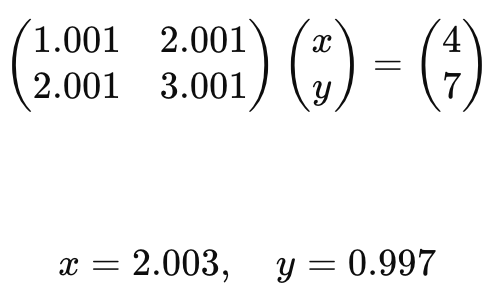 (1.001 2.001) (x) = (4)
(2.001 3.001) (y) (7)
x = 2.003, y = 0.997